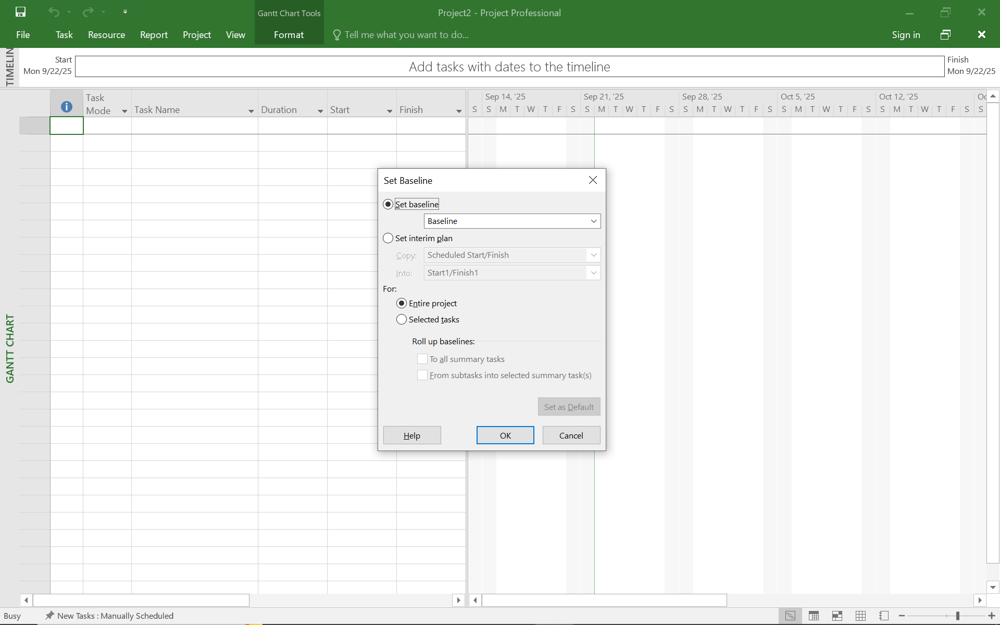 Gantt Chart Tools
Project2 - Project Professional
File Task Resource Report Project View Format Tell me what you want to do... Sign in
TIMELIN
Start
Mon 9/22/25
Add tasks with dates to the timeline
Finish
Mon 9/22/25
Task Mode Task Name Duration Start Finish
Sep 14, '25 Sep 21, '25 Sep 28, '25 Oct 5, '25 Oct 12, '25 Oc
S S M T W T F S S M T W T F S S M T W T F S S M T W T F S S M T W T F S S
GANTT CHART
Set Baseline
Set baseline
Baseline
Set interim plan
Copy: Scheduled Start/Finish
Into: Start1/Finish1
For:
Entire project
Selected tasks
Roll up baselines:
To all summary tasks
From subtasks into selected summary task(s)
Set as Default
Help OK Cancel
Busy New Tasks : Manually Scheduled